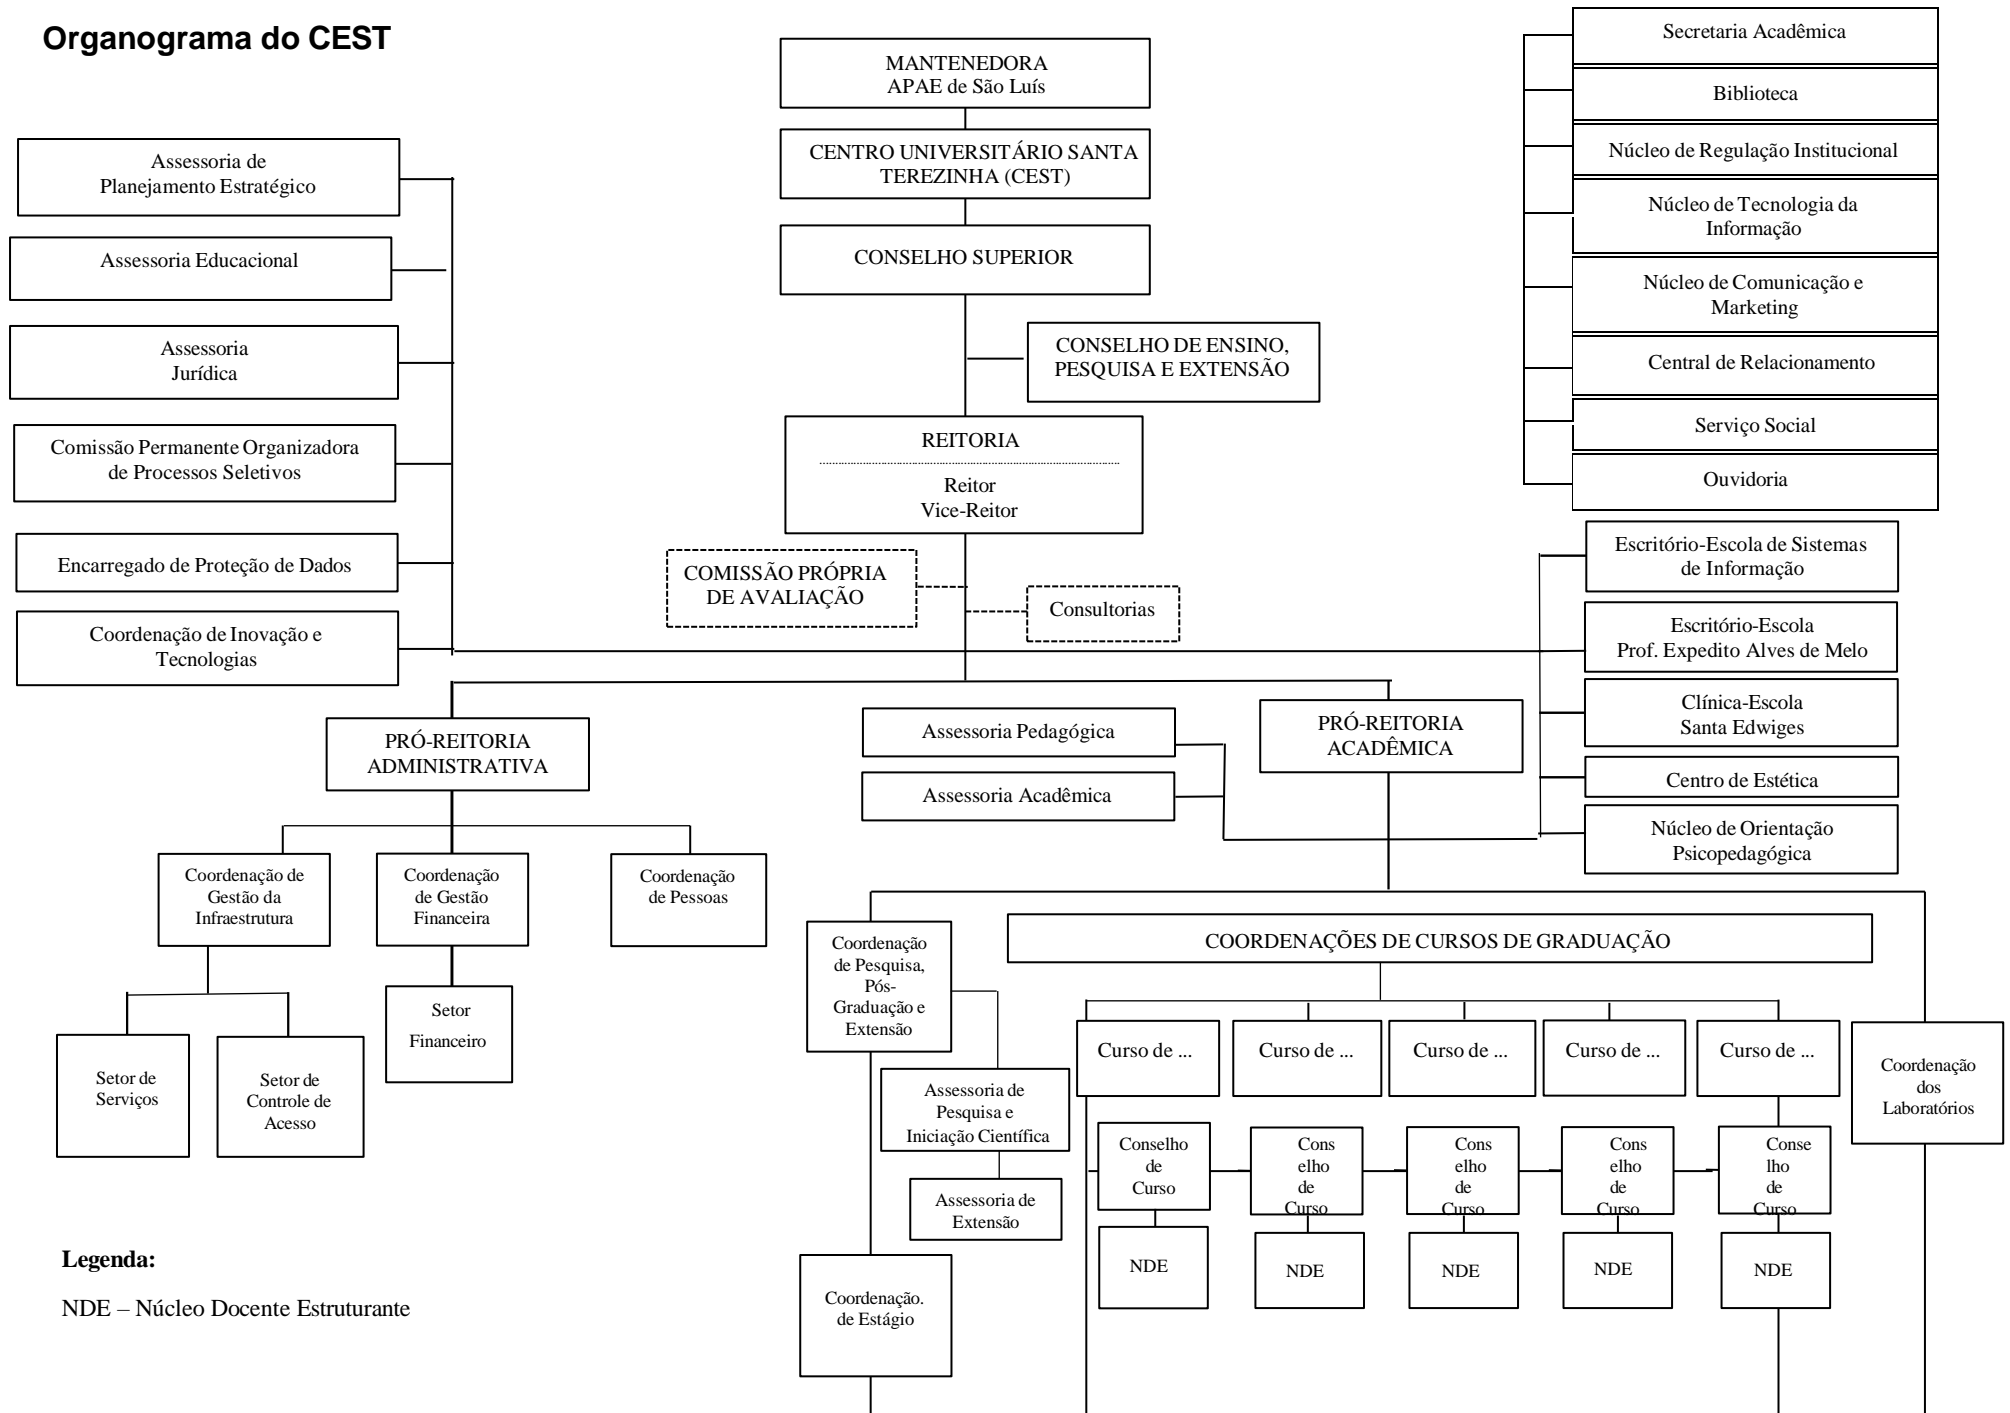 Organograma do CEST
MANTENEDORA
APAE de São Luís
CENTRO UNIVERSITÁRIO SANTA
TEREZINHA (CEST)
CONSELHO SUPERIOR
CONSELHO DE ENSINO,
PESQUISA E EXTENSÃO
REITORIA
Reitor
Vice-Reitor
COMISSÃO PRÓPRIA
DE AVALIAÇÃO
Consultorias
Assessoria de
Planejamento Estratégico
Assessoria Educacional
Assessoria
Jurídica
Comissão Permanente Organizadora
de Processos Seletivos
Encarregado de Proteção de Dados
Coordenação de Inovação e
Tecnologias
Secretaria Acadêmica
Biblioteca
Núcleo de Regulação Institucional
Núcleo de Tecnologia da
Informação
Núcleo de Comunicação e
Marketing
Central de Relacionamento
Serviço Social
Ouvidoria
Escritório-Escola de Sistemas
de Informação
Escritório-Escola
Prof. Expedito Alves de Melo
Clínica-Escola
Santa Edwiges
Centro de Estética
Núcleo de Orientação
Psicopedagógica
PRÓ-REITORIA
ADMINISTRATIVA
Assessoria Pedagógica
Assessoria Acadêmica
PRÓ-REITORIA
ACADÊMICA
Coordenação de
Gestão da
Infraestrutura
Coordenação
de Gestão
Financeira
Coordenação
de Pessoas
Setor de
Serviços
Setor de
Controle de
Acesso
Setor
Financeiro
Coordenação
de Pesquisa,
Pós-
Graduação e
Extensão
Assessoria de
Pesquisa e
Iniciação Científica
Assessoria de
Extensão
Coordenação.
de Estágio
COORDENAÇÕES DE CURSOS DE GRADUAÇÃO
Curso de ...
Curso de ...
Curso de ...
Curso de ...
Curso de ...
Conselho
de
Curso
Cons
elho
de
Curso
Cons
elho
de
Curso
Cons
elho
de
Curso
Conse
lho
de
Curso
NDE
NDE
NDE
NDE
NDE
Coordenação
dos
Laboratórios
Legenda:
NDE – Núcleo Docente Estruturante